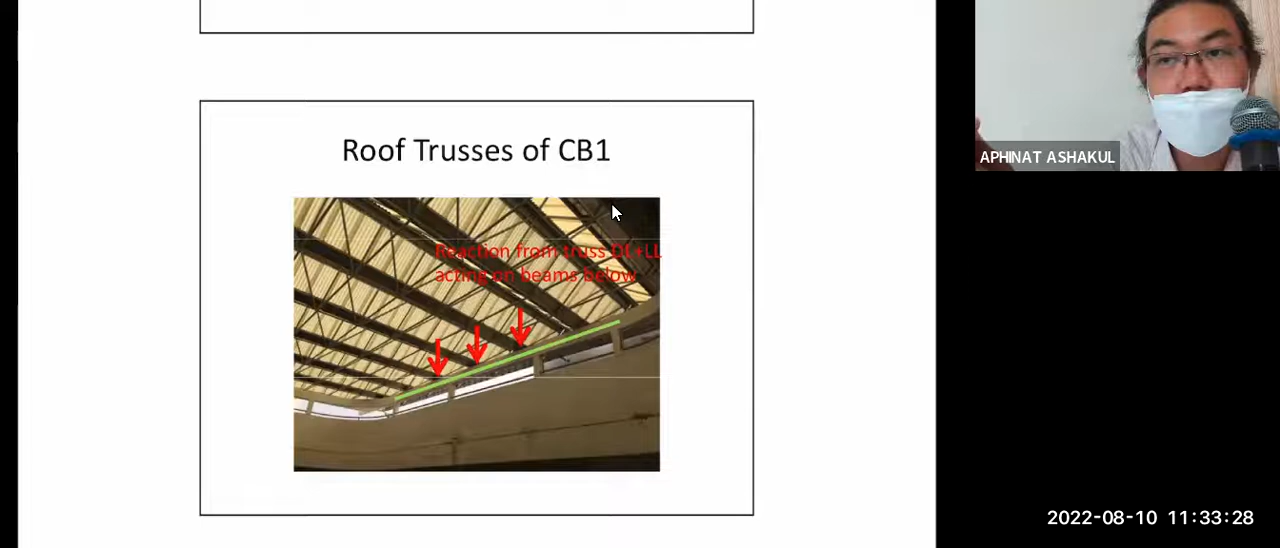 Roof Trusses of CB1
Reaction from truss DL+LL
acting on beams below
APHINAT ASHAKUL
2022-08-10 11:33:28